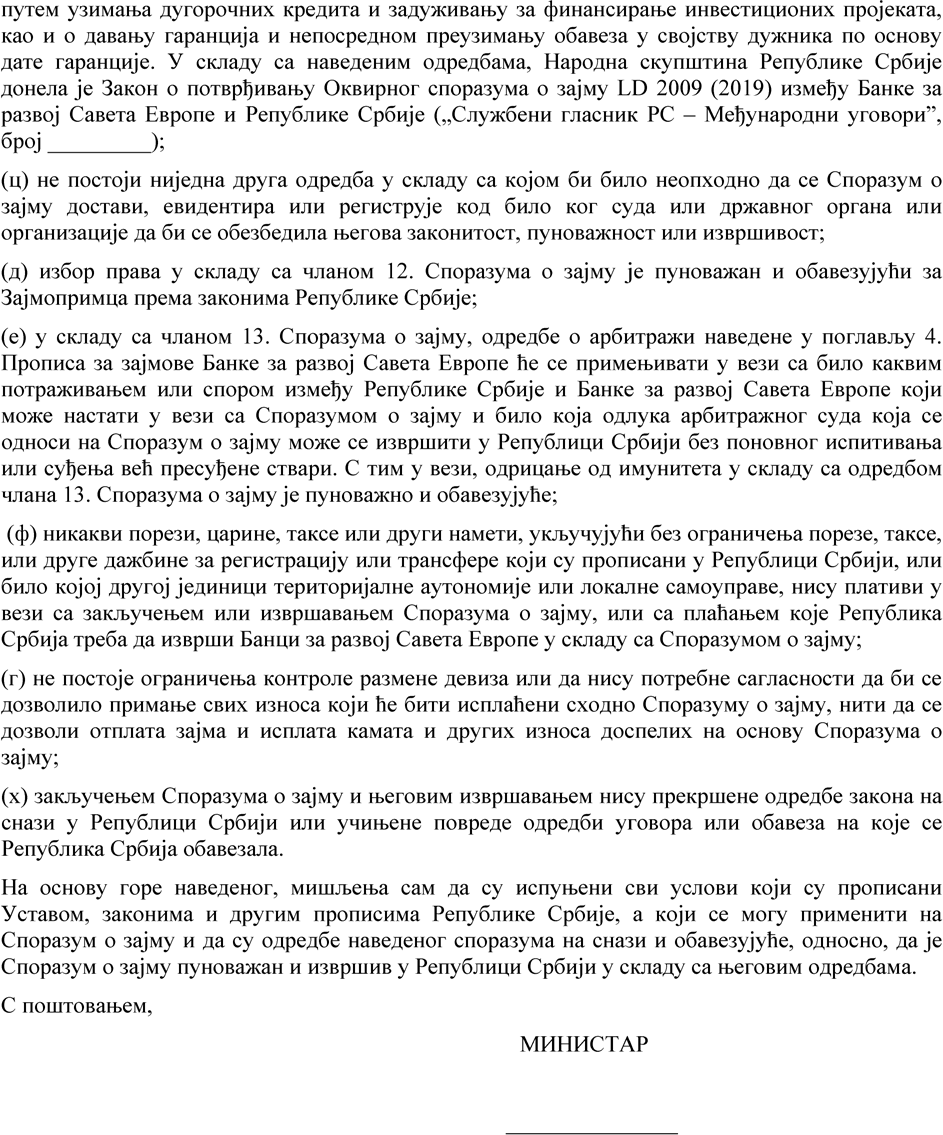 путем узимања дугорочних кредита и задуживању за финансирање инвестиционих пројеката,
као и о давању гаранција и непосредном преузимању обавеза у својству дужника по основу
дате гаранције. У складу са наведеним одредбама, Народна скупштина Републике Србије
донела је Закон о потврђивању Оквирног споразума о зајму LD 2009 (2019) између Банке за
развој Савета Европе и Републике Србије („Службени гласник РС – Међународни уговори”,
број _________);
(ц) не постоји ниједна друга одредба у складу са којом би било неопходно да се Споразум о
зајму достави, евидентира или региструје код било ког суда или државног органа или
организације да би се обезбедила његова законитост, пуноважност или извршивост;
(д) избор права у складу са чланом 12. Споразума о зајму је пуноважан и обавезујући за
Зајмопримца према законима Републике Србије;
(е) у складу са чланом 13. Споразума о зајму, одредбе о арбитражи наведене у поглављу 4.
Прописа за зајмове Банке за развој Савета Европе ће се примењивати у вези са било каквим
потраживањем или спором између Републике Србије и Банке за развој Савета Европе који
може настати у вези са Споразумом о зајму и било која одлука арбитражног суда која се
односи на Споразум о зајму може се извршити у Републици Србији без поновног испитивања
или суђења већ пресуђене ствари. С тим у вези, одрицање од имунитета у складу са одредбом
члана 13. Споразума о зајму је пуноважно и обавезујуће;
(ф) никакви порези, царине, таксе или други намети, укључујући без ограничења порезе, таксе,
или друге дажбине за регистрацију или трансфере који су прописани у Републици Србији, или
било којој другој јединици територијалне аутономије или локалне самоуправе, нису плативи у
вези са закључењем или извршавањем Споразума о зајму, или са плаћањем које Република
Србија треба да изврши Банци за развој Савета Европе у складу са Споразумом о зајму;
(г) не постоје ограничења контроле размене девиза или да нису потребне сагласности да би се
дозволило примање свих износа који ће бити исплаћени сходно Споразуму о зајму, нити да се
дозволи отплата зајма и исплата камата и других износа доспелих на основу Споразума о
зајму;
(х) закључењем Споразума о зајму и његовим извршавањем нису прекршене одредбе закона на
снази у Републици Србији или учињене повреде одредби уговора или обавеза на које се
Република Србија обавезала.
На основу горе наведеног, мишљења сам да су испуњени сви услови који су прописани
Уставом, законима и другим прописима Републике Србије, а који се могу применити на
Споразум о зајму и да су одредбе наведеног споразума на снази и обавезујуће, односно, да је
Споразум о зајму пуноважан и извршив у Републици Србији у складу са његовим одредбама.
С поштовањем,
МИНИСТАР
_______________